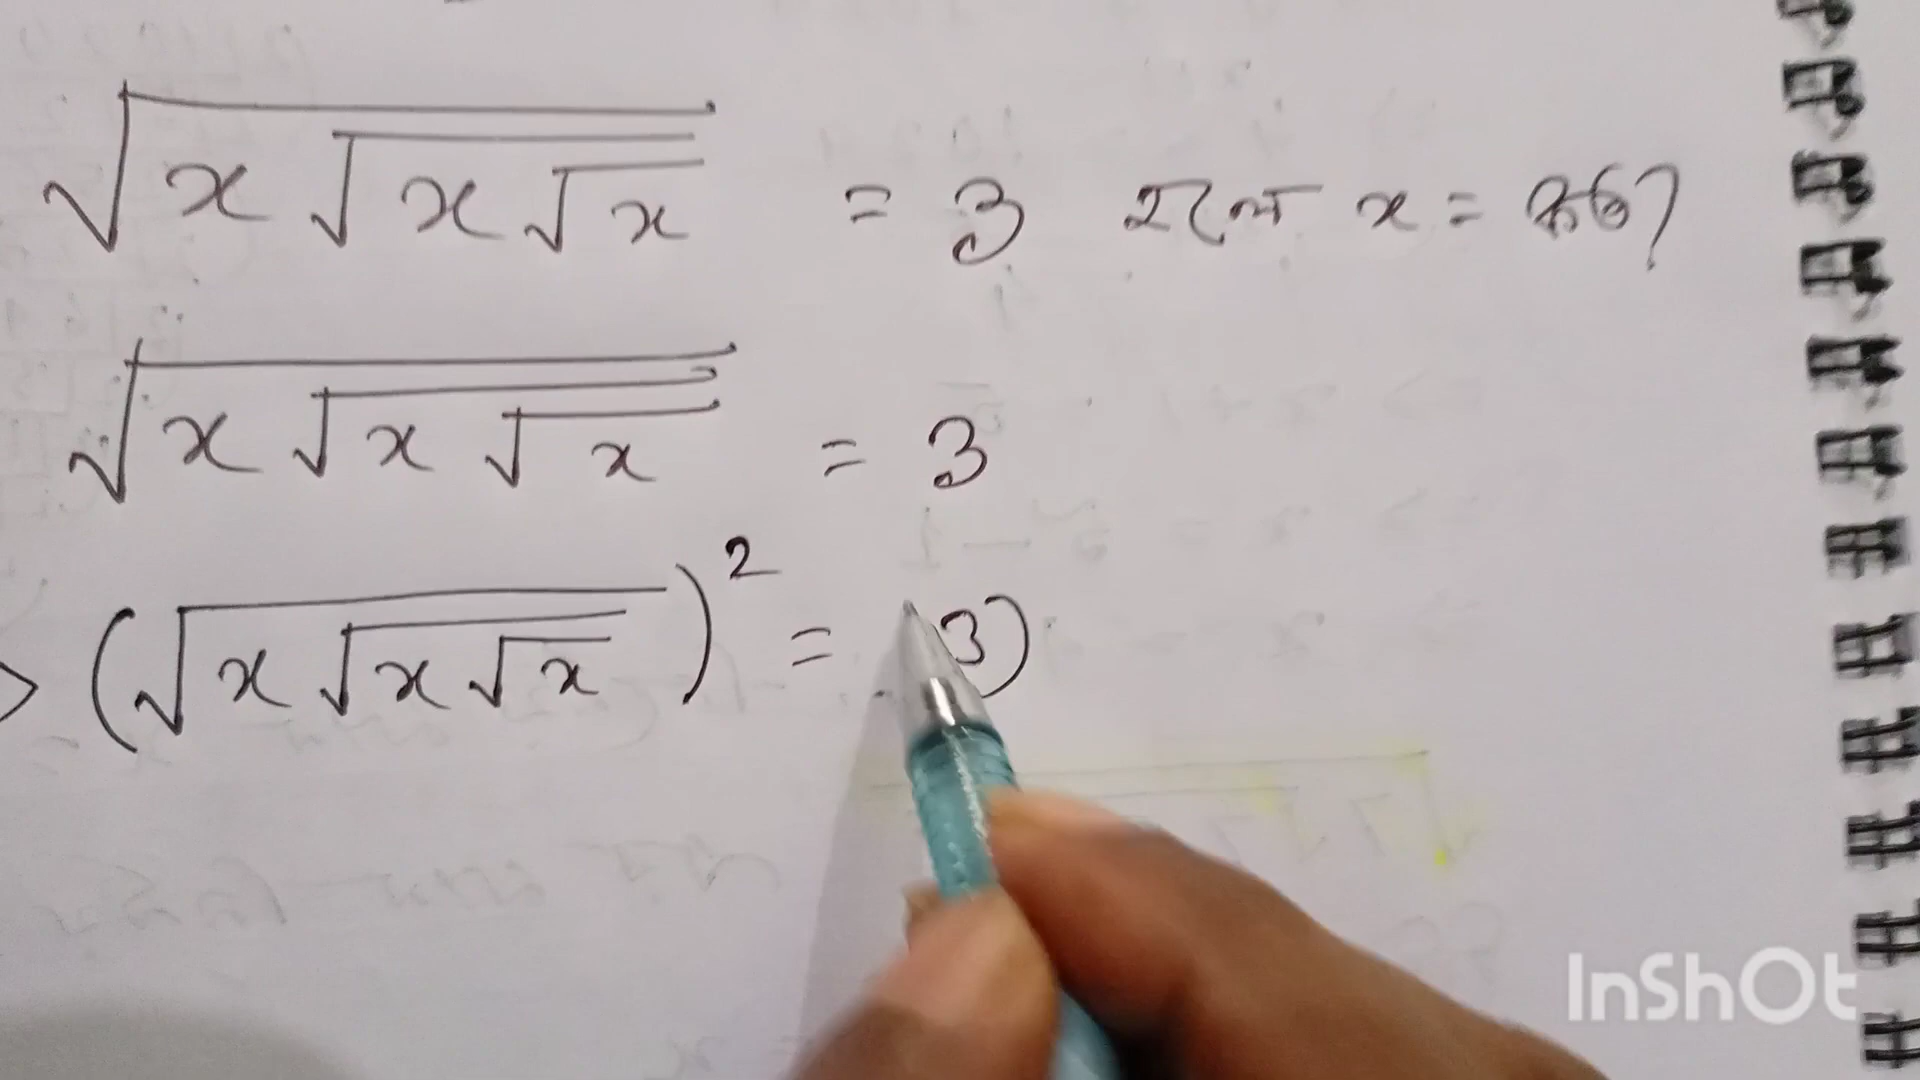 √(x√(x√x)) = 3 হলে x = কত?
√(x√(x√x)) = 3
> (√(x√(x√x)))² = (3)
InShOt